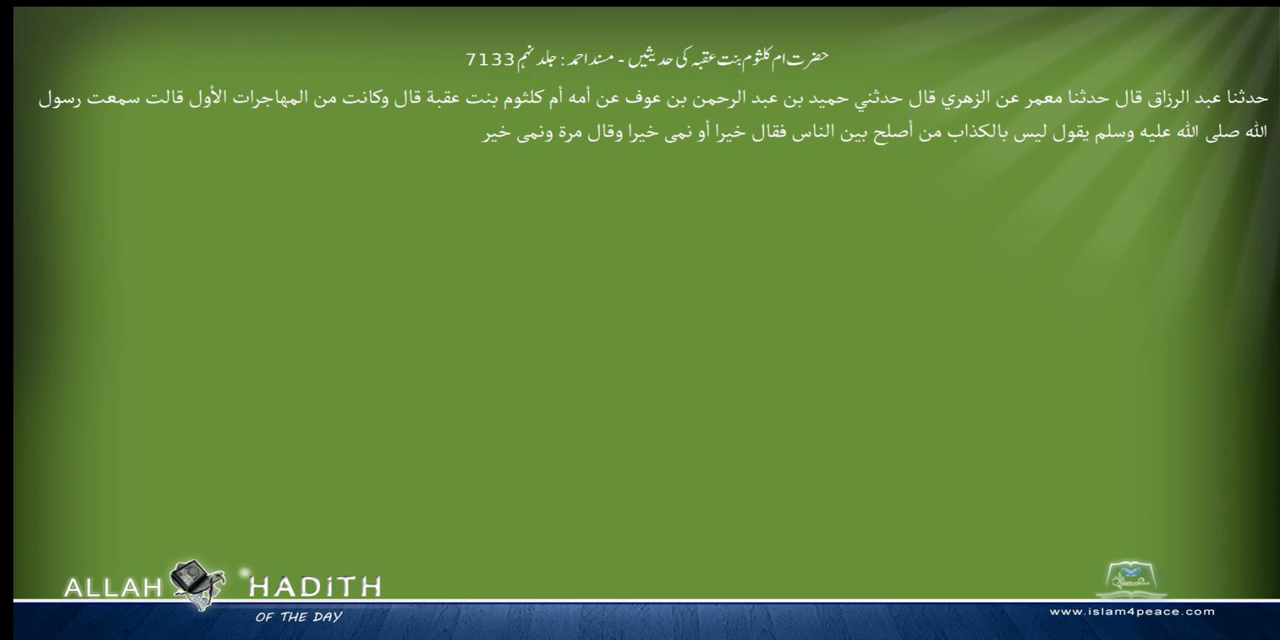 حضرت ام کلثوم بنت عقبہ کی حدیثیں - مسند احمد : جلد نہم 7133
حدثنا عبد الرزاق قال حدثنا معمر عن الزهري قال حدثني حميد بن عبد الرحمن بن عوف عن أمه أم كلثوم بنت عقبة قال وكانت من المهاجرات الأول قالت سمعت رسول
الله صلى الله عليه وسلم يقول ليس بالكذاب من أصلح بين الناس فقال خيرا أو نمى خيرا وقال مرة ونمى خير
ALLAH HADITH
OF THE DAY
www.islam4peace.com